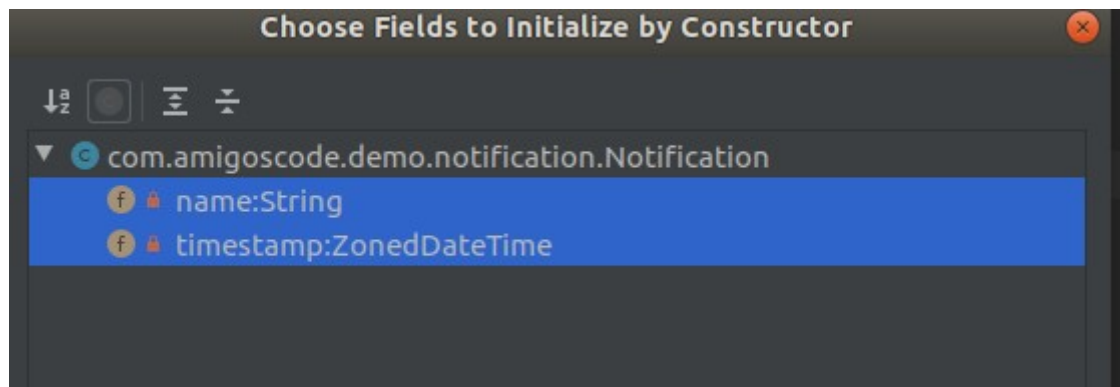 Choose Fields to Initialize by Constructor
com.amigoscode.demo.notification.Notification
name:String
timestamp:ZonedDateTime